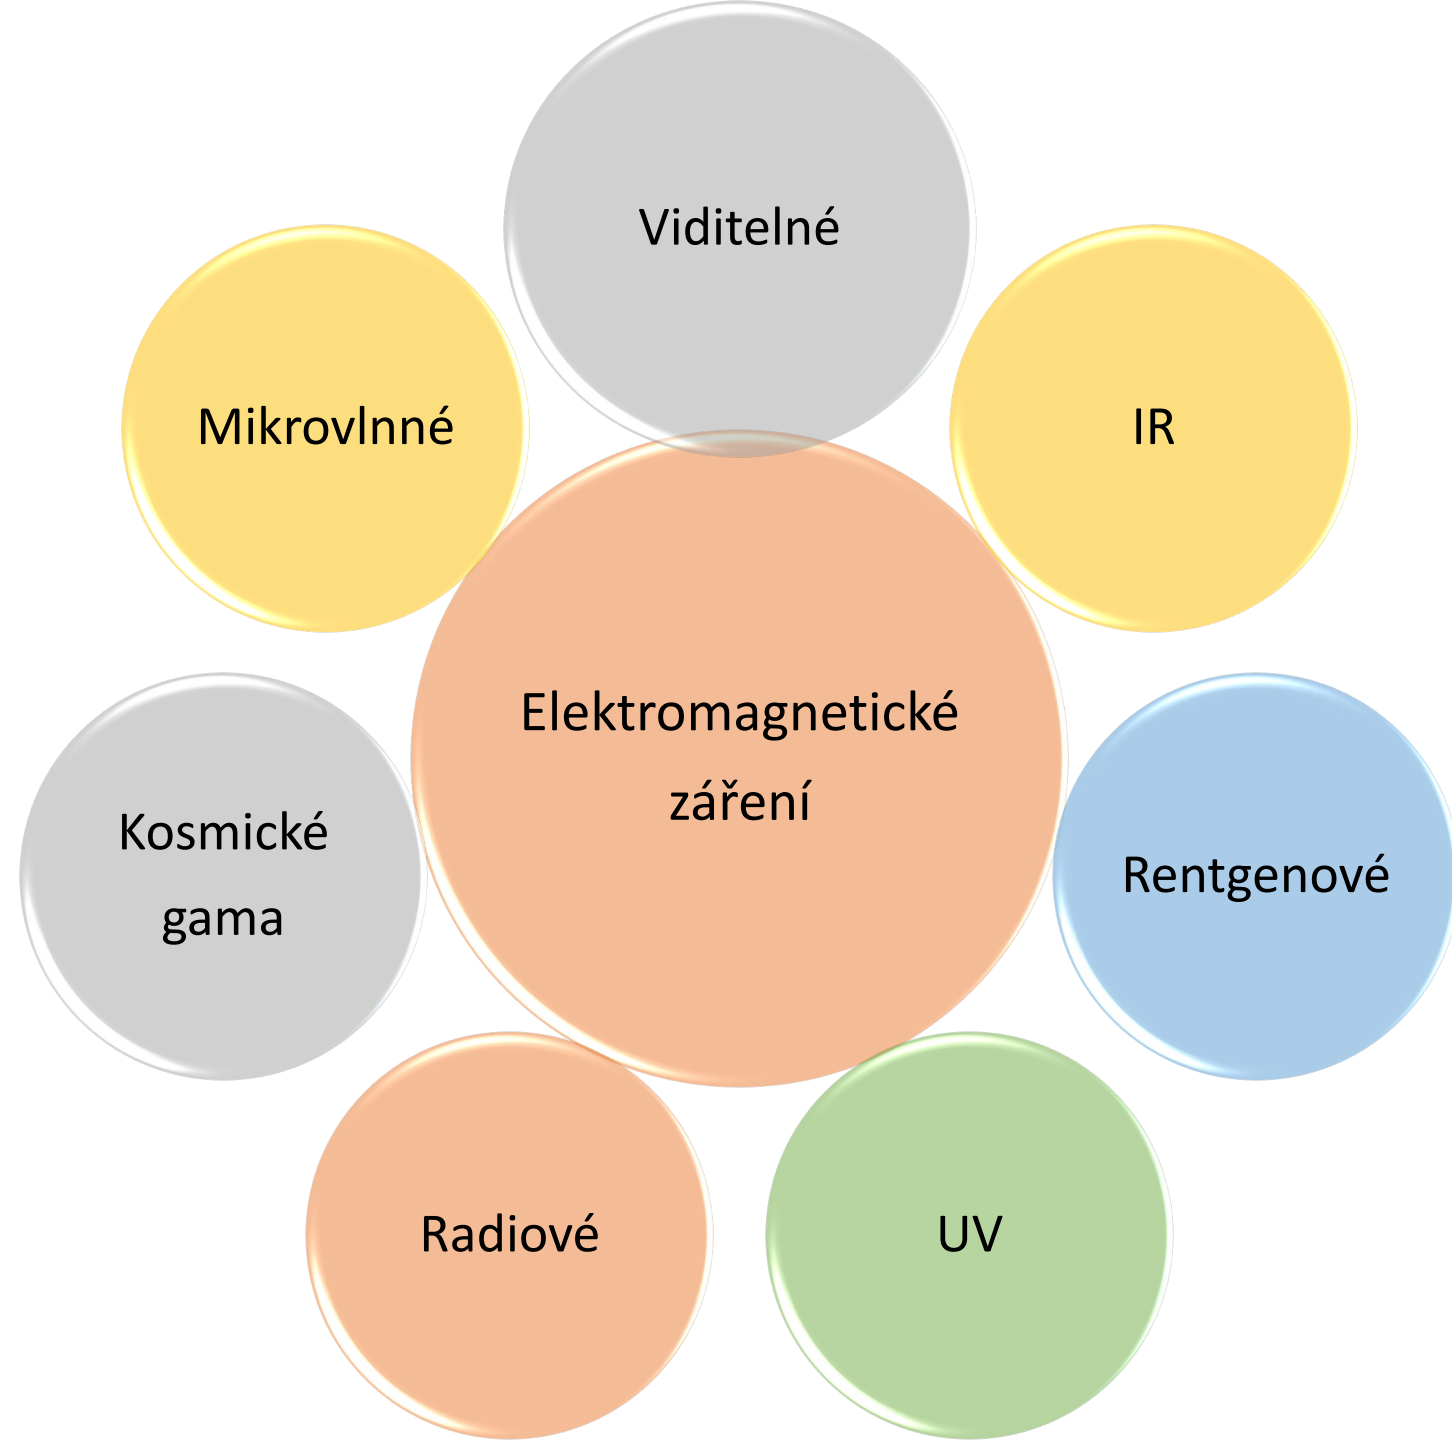 Viditelné
Mikrovlnné
IR
Elektromagnetické
záření
Kosmické
gama
Rentgenové
Radiové
UV